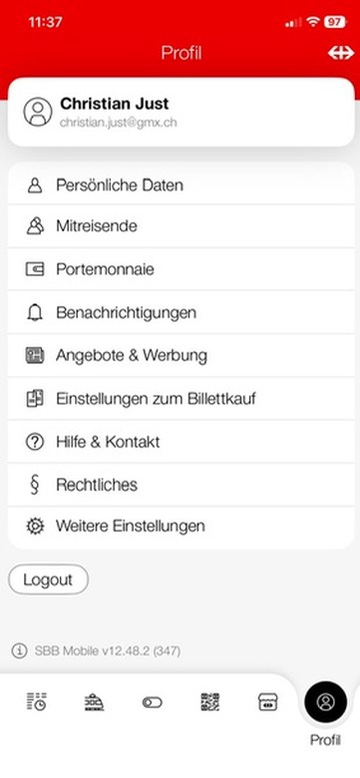 11:37
97
Profil
Christian Just
christian.just@gmx.ch
Persönliche Daten
Mitreisende
Portemonnaie
Benachrichtigungen
Angebote & Werbung
Einstellungen zum Billettkauf
Hilfe & Kontakt
§ Rechtliches
Weitere Einstellungen
Logout
SBB Mobile v12.48.2 (347)
Profil